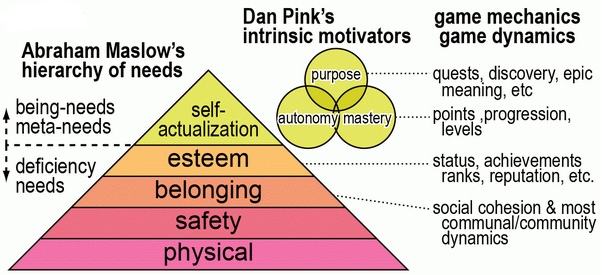 Abraham Maslow's
hierarchy of needs
being-needs
meta-needs
deficiency
needs
self-
actualization
esteem
belonging
safety
physical
Dan Pink's
intrinsic motivators
purpose
autonomy
mastery
game mechanics
game dynamics
quests, discovery, epic
meaning, etc
points ,progression,
levels
status, achievements
ranks, reputation, etc.
social cohesion & most
communal/community
dynamics